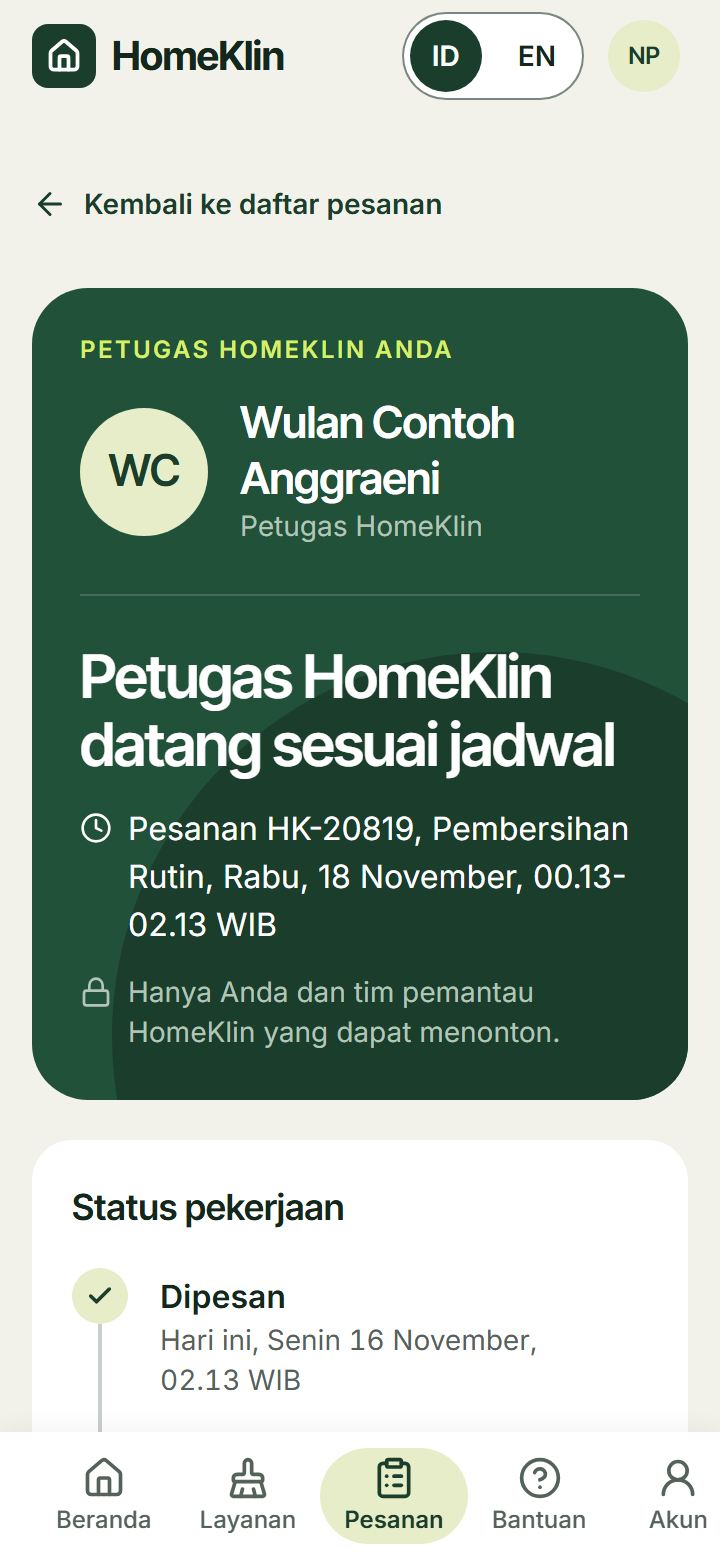 HomeKlin
ID
EN
NP
Kembali ke daftar pesanan
PETUGAS HOMEKLIN ANDA
WC
Wulan Contoh
Anggraeni
Petugas HomeKlin
Petugas HomeKlin
datang sesuai jadwal
Pesanan HK-20819, Pembersihan
Rutin, Rabu, 18 November, 00.13-
02.13 WIB
Hanya Anda dan tim pemantau
HomeKlin yang dapat menonton.
Status pekerjaan
Dipesan
Hari ini, Senin 16 November,
02.13 WIB
Beranda
Layanan
Pesanan
Bantuan
Akun